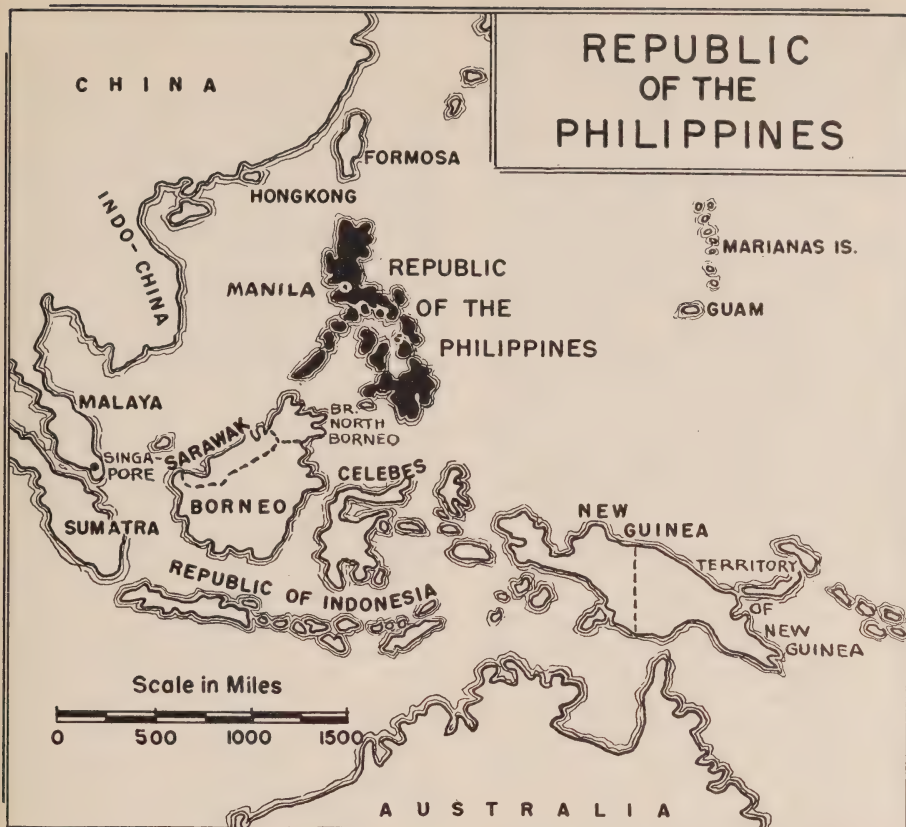 REPUBLIC
OF THE
PHILIPPINES
CHINA
FORMOSA
HONGKONG
INDO-CHINA
MARIANAS IS.
GUAM
MANILA
REPUBLIC
OF THE
PHILIPPINES
MALAYA
SINGA-
PORE
SARAWAK
BR.
NORTH
BORNEO
BORNEO
CELEBES
SUMATRA
REPUBLIC OF INDONESIA
NEW
GUINEA
TERRITORY
OF
NEW
GUINEA
Scale in Miles
0 500 1000 1500
AUSTRALIA